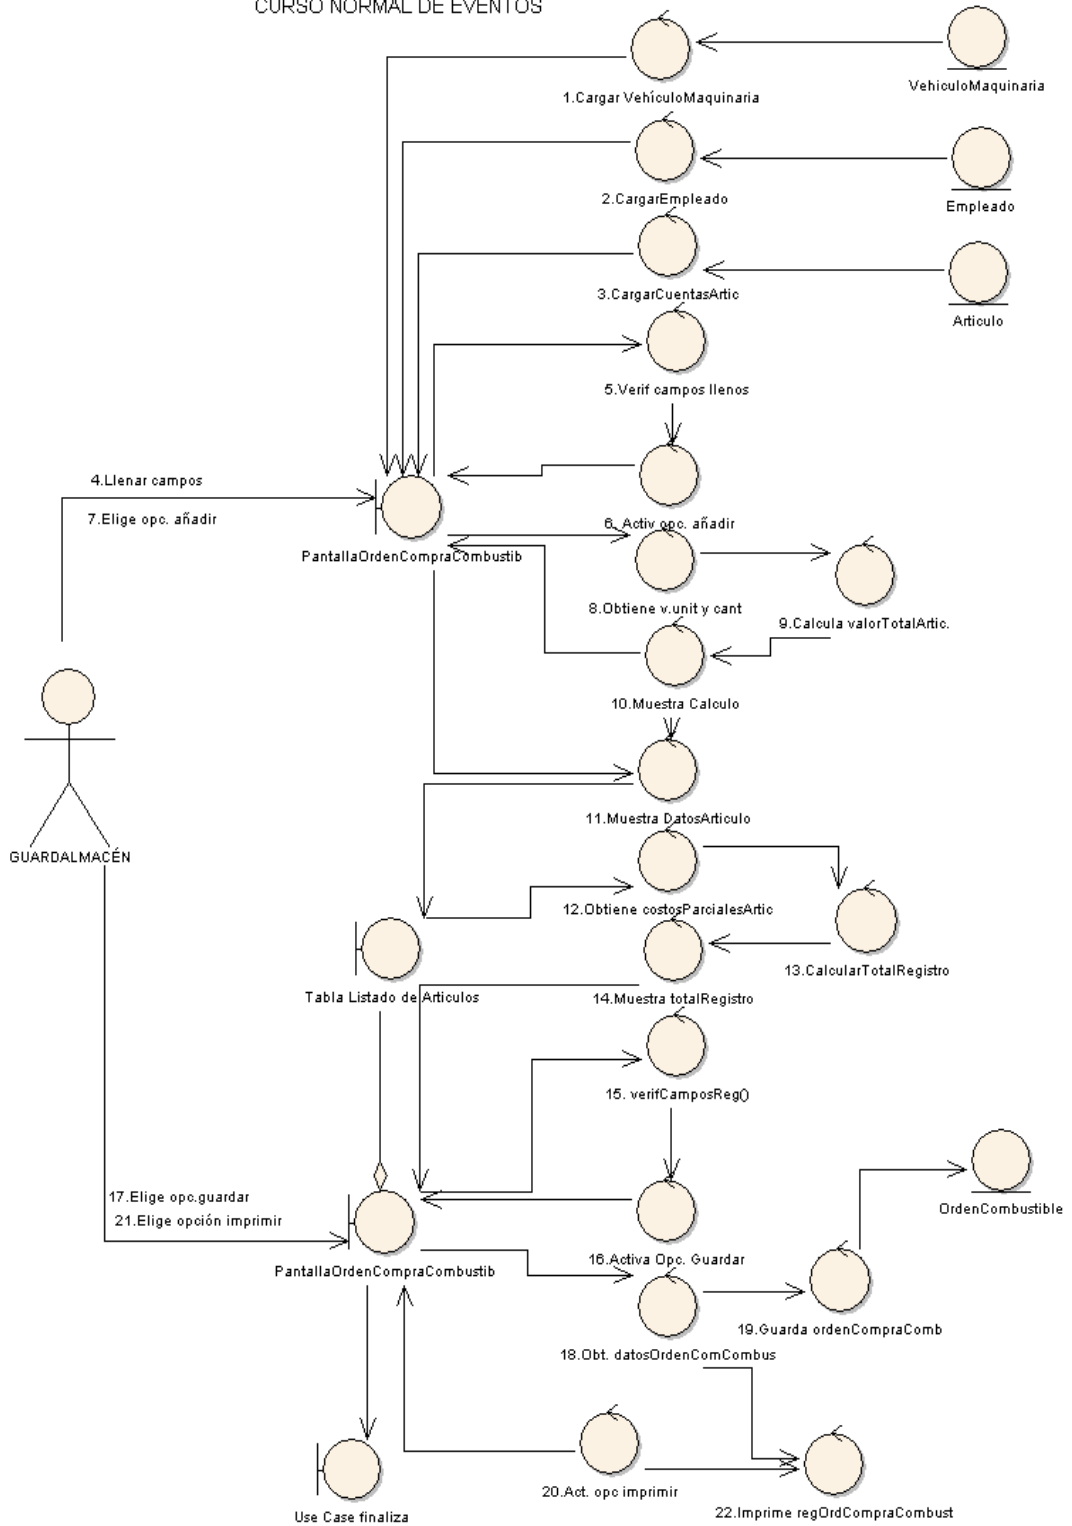 CURSO NORMAL DE EVENTOS
1.Cargar VehículoMaquinaria
VehiculoMaquinaria
2.CargarEmpleado
Empleado
3.CargarCuentasArtic
Articulo
5.Verif campos llenos
4.Llenar campos
7.Elige opc. añadir
6. Activ opc. añadir
PantallaOrdenCompraCombustib
8.Obtiene v.unit y cant
9.Calcula valorTotalArtic.
10.Muestra Calculo
11.Muestra DatosArticulo
GUARDALMACÉN
12.Obtiene costosParcialesArtic
13.CalcularTotalRegistro
Tabla Listado de Articulos
14.Muestra totalRegistro
15. verifCamposReg()
17.Elige opc.guardar
21.Elige opción imprimir
OrdenCombustible
16.Activa Opc. Guardar
PantallaOrdenCompraCombustib
19.Guarda ordenCompraComb
18.Obt. datosOrdenComCombus
20.Act. opc imprimir
22.Imprime regOrdCompraCombust
Use Case finaliza